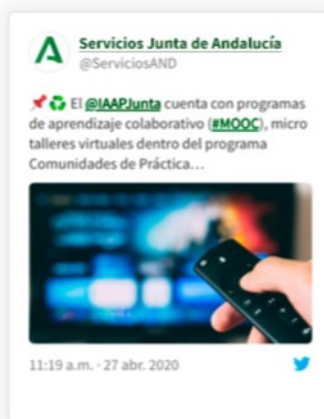 Servicios Junta de Andalucía
@ServiciosAND
El @IAAPJunta cuenta con programas
de aprendizaje colaborativo (#MOOC), micro
talleres virtuales dentro del programa
Comunidades de Práctica...
11:19 a.m. · 27 abr. 2020